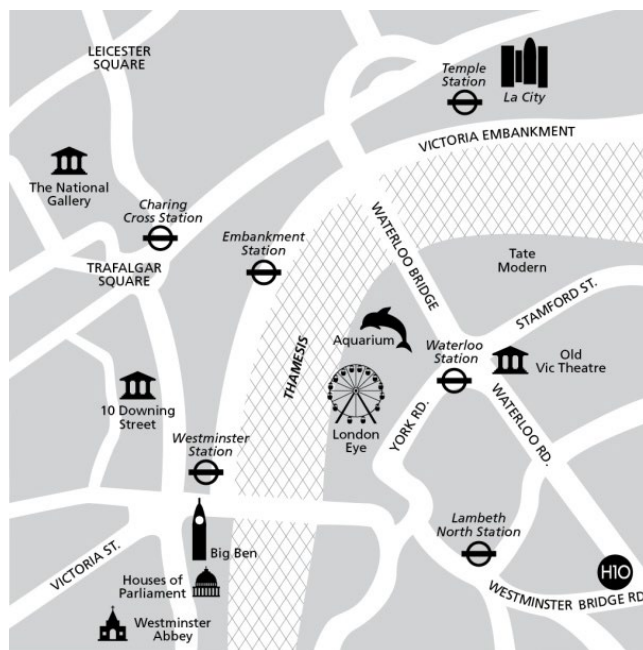 LEICESTER
SQUARE
Temple
Station
La City
VICTORIA EMBANKMENT
The National
Gallery
Charing
Cross Station
Embankment
Station
WATERLOO BRIDGE
Tate
Modern
TRAFALGAR
SQUARE
STAMFORD ST.
THAMESIS
Aquarium
Waterloo
Station
Old
Vic Theatre
10 Downing
Street
London
Eye
YORK RD.
WATERLOO RD.
Westminster
Station
Lambeth
North Station
Big Ben
VICTORIA ST.
Houses of
Parliament
H10
WESTMINSTER BRIDGE RD
Westminster
Abbey